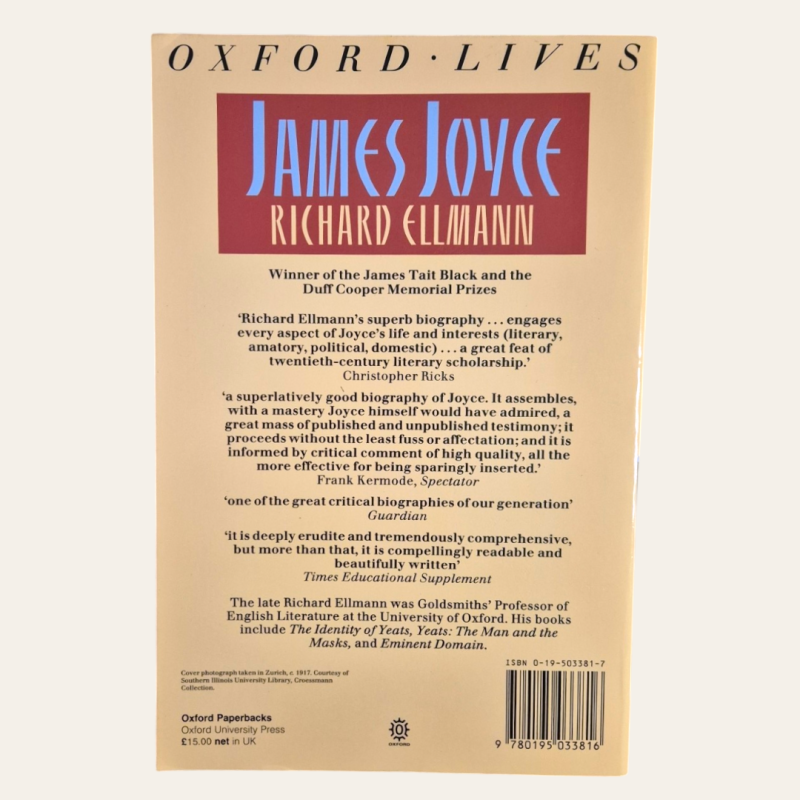 OXFORD · LIVES
JAMES JOYCE
RICHARD ELLMANN
Winner of the James Tait Black and the
Duff Cooper Memorial Prizes
‘Richard Ellmann’s superb biography . . . engages
every aspect of Joyce’s life and interests (literary,
amatory, political, domestic) . . . a great feat of
twentieth-century literary scholarship.’
Christopher Ricks
‘a superlatively good biography of Joyce. It assembles,
with a mastery Joyce himself would have admired, a
great mass of published and unpublished testimony; it
proceeds without the least fuss or affectation; and it is
informed by critical comment of high quality, all the
more effective for being sparingly inserted.’
Frank Kermode, Spectator
‘one of the great critical biographies of our generation’
Guardian
‘it is deeply erudite and tremendously comprehensive,
but more than that, it is compellingly readable and
beautifully written’
Times Educational Supplement
The late Richard Ellmann was Goldsmiths’ Professor of
English Literature at the University of Oxford. His books
include The Identity of Yeats, Yeats: The Man and the
Masks, and Eminent Domain.
Cover photograph taken in Zurich, c. 1917. Courtesy of
Southern Illinois University Library, Croessmann
Collection.
Oxford Paperbacks
Oxford University Press
£15.00 net in UK
OXFORD
ISBN 0-19-503381-7
9 780195 033816